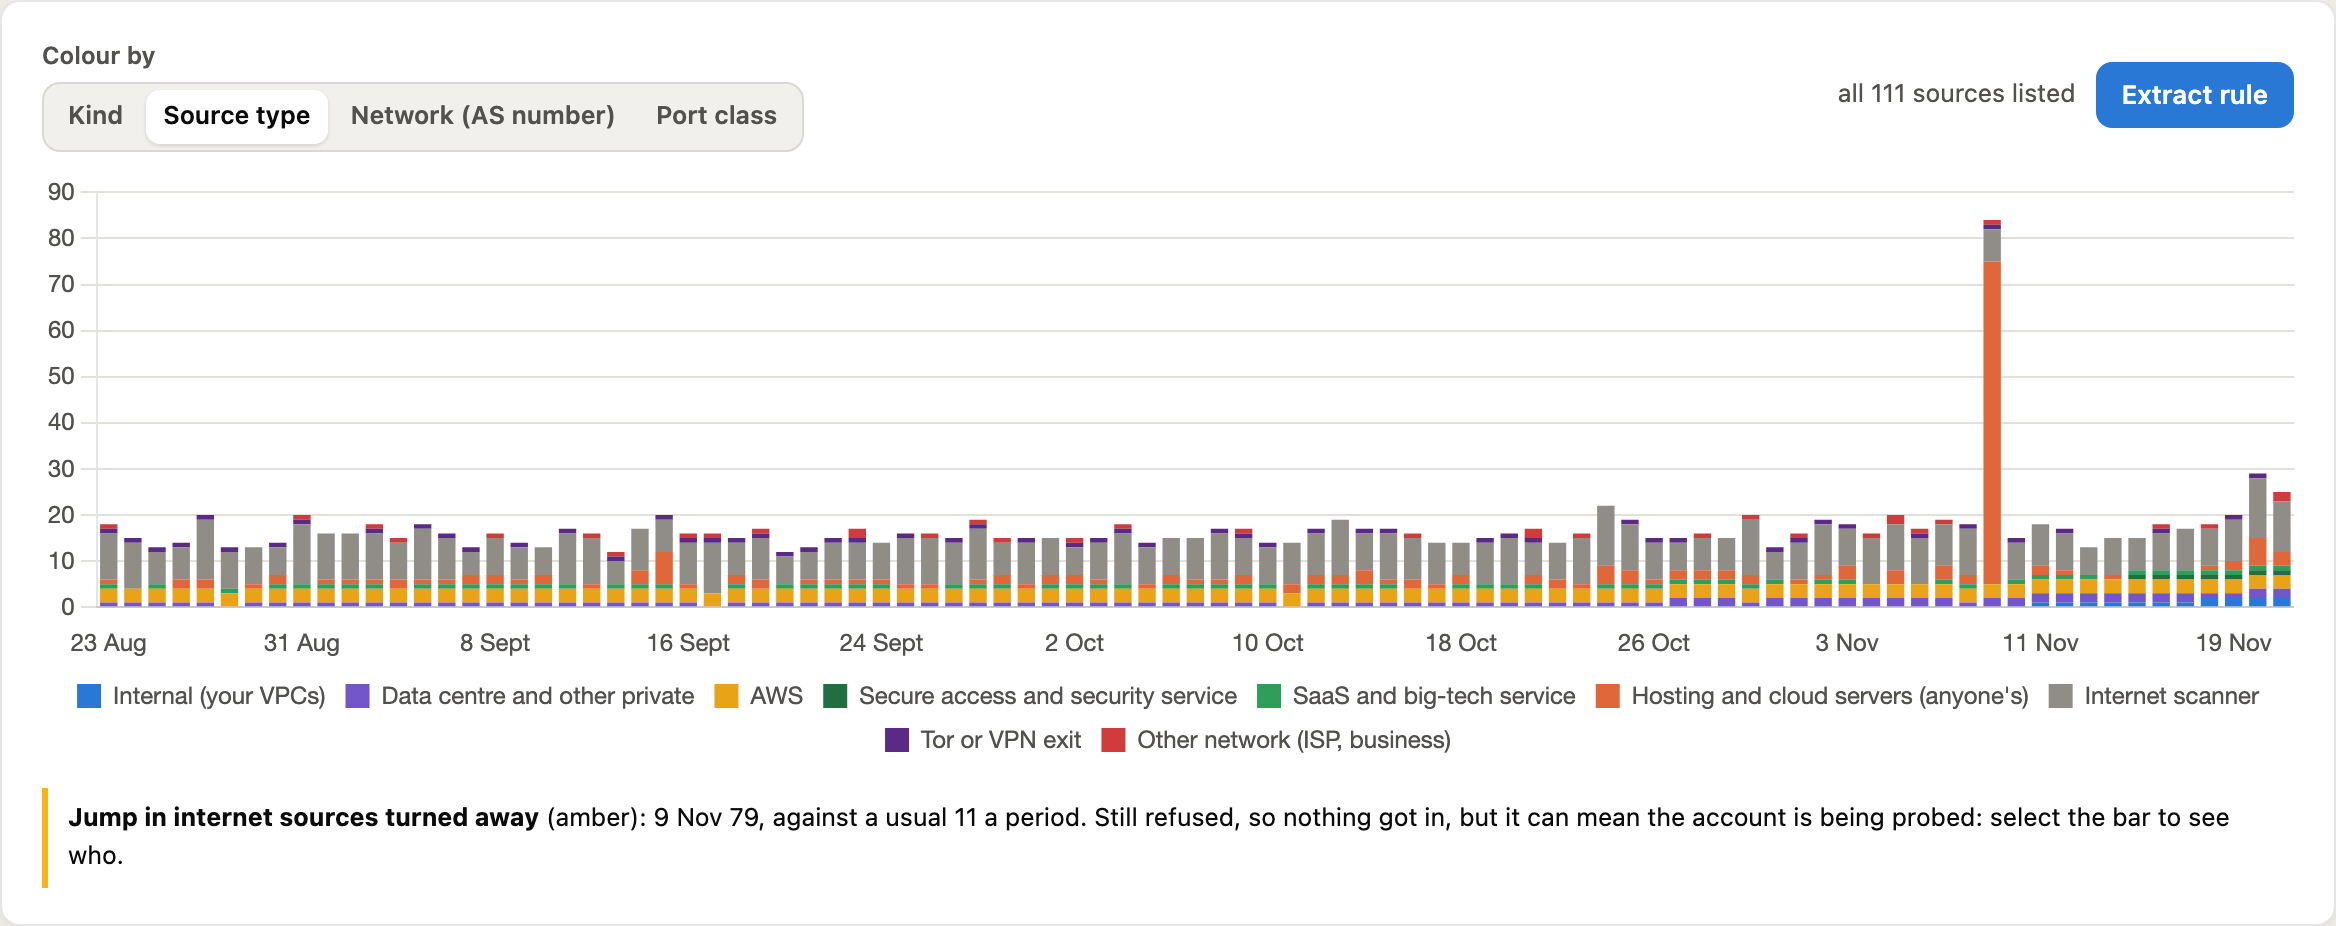 Colour by
Kind Source type Network (AS number) Port class
all 111 sources listed
Extract rule
90
80
70
60
50
40
30
20
10
0
23 Aug 31 Aug 8 Sept 16 Sept 24 Sept 2 Oct 10 Oct 18 Oct 26 Oct 3 Nov 11 Nov 19 Nov
Internal (your VPCs) Data centre and other private AWS Secure access and security service SaaS and big-tech service Hosting and cloud servers (anyone's) Internet scanner
Tor or VPN exit Other network (ISP, business)
Jump in internet sources turned away (amber): 9 Nov 79, against a usual 11 a period. Still refused, so nothing got in, but it can mean the account is being probed: select the bar to see
who.